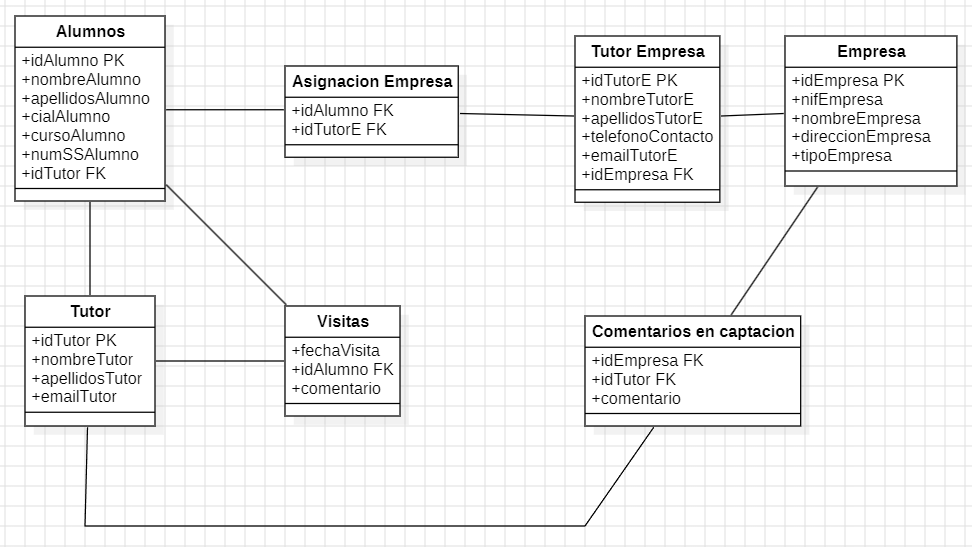 Alumnos
+idAlumno PK
+nombreAlumno
+apellidosAlumno
+cialAlumno
+cursoAlumno
+numSSAlumno
+idTutor FK
Asignacion Empresa
+idAlumno FK
+idTutorE FK
Tutor Empresa
+idTutorE PK
+nombreTutorE
+apellidosTutorE
+telefonoContacto
+emailTutorE
+idEmpresa FK
Empresa
+idEmpresa PK
+nifEmpresa
+nombreEmpresa
+direccionEmpresa
+tipoEmpresa
Tutor
+idTutor PK
+nombreTutor
+apellidosTutor
+emailTutor
Visitas
+fechaVisita
+idAlumno FK
+comentario
Comentarios en captacion
+idEmpresa FK
+idTutor FK
+comentario